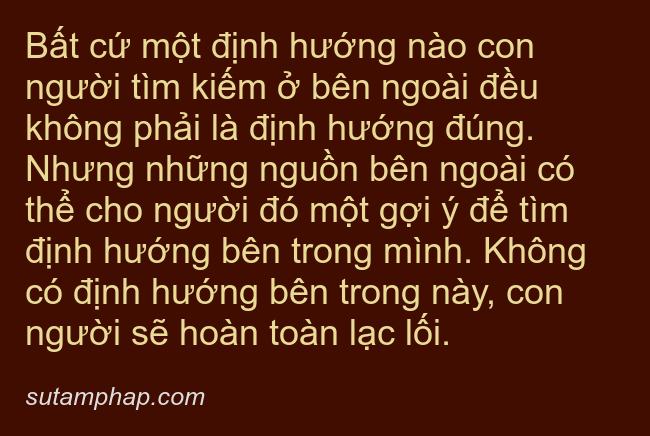 Bất cứ một định hướng nào con
người tìm kiếm ở bên ngoài đều
không phải là định hướng đúng.
Nhưng những nguồn bên ngoài có
thể cho người đó một gợi ý để tìm
định hướng bên trong mình. Không
có định hướng bên trong này, con
người sẽ hoàn toàn lạc lối.
sutamphap.com